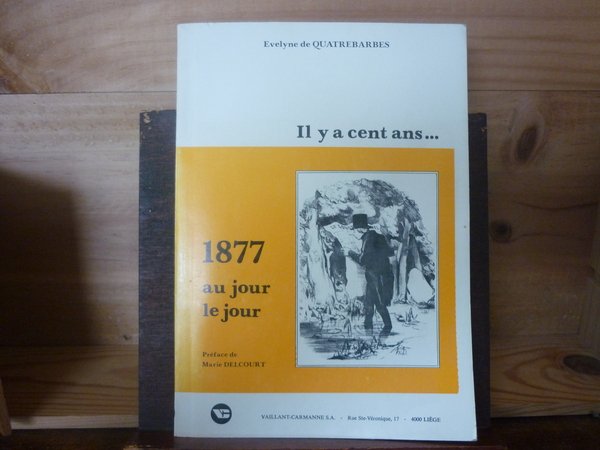 Evelyne de QUATREBARBES
Il y a cent ans...
1877
au jour
le jour
Préface de
Marie DELCOURT
VAILLANT-CARMANNE S.A. - Rue Ste-Véronique, 17 - 4000 LIÈGE